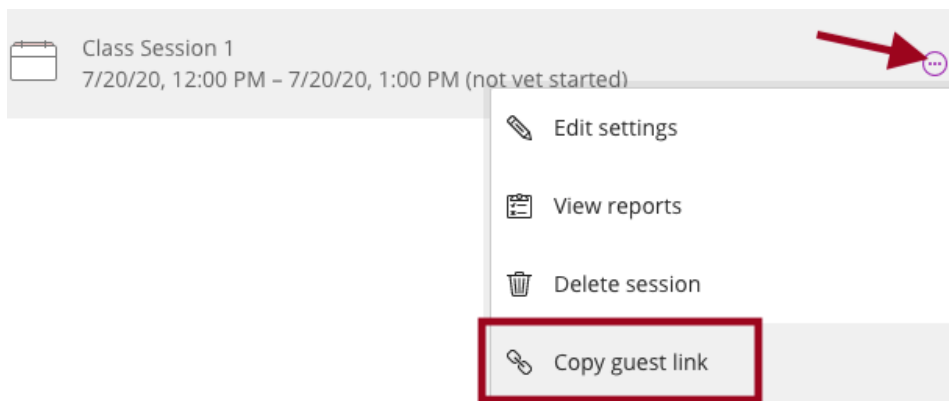 Class Session 1
7/20/20, 12:00 PM – 7/20/20, 1:00 PM (not yet started)
Edit settings
View reports
Delete session
Copy guest link